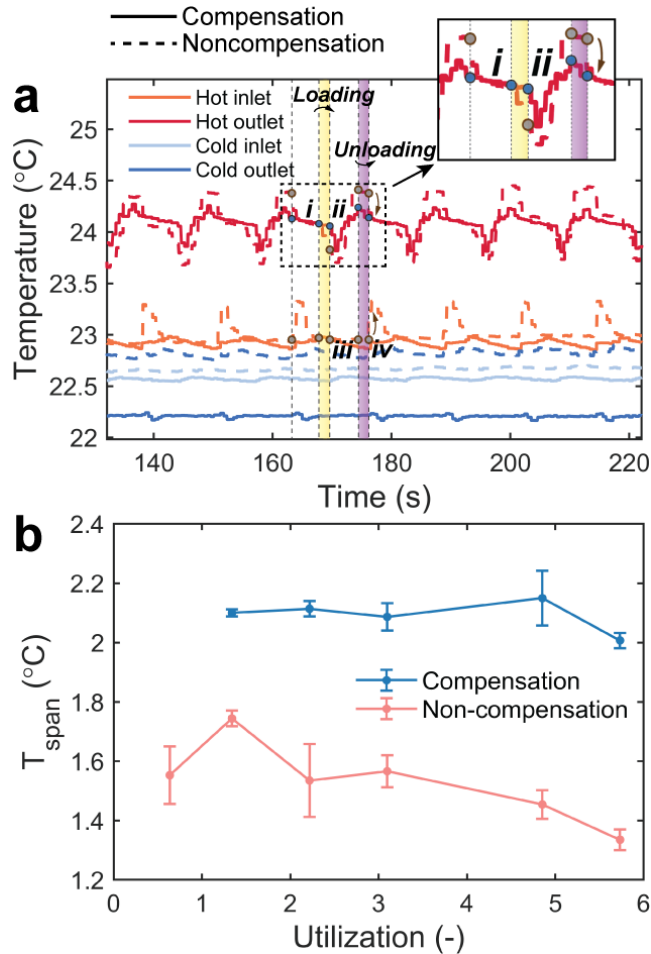 Compensation
Noncompensation
a
i
ii
Loading
Unloading
Hot inlet
Hot outlet
Cold inlet
Cold outlet
i
ii
iii
iv
25
24.5
24
23.5
23
22.5
22
Temperature (°C)
140
160
180
200
220
Time (s)
b
2.4
2.2
2
1.8
1.6
1.4
1.2
T_span (°C)
Compensation
Non-compensation
0
1
2
3
4
5
6
Utilization (-)